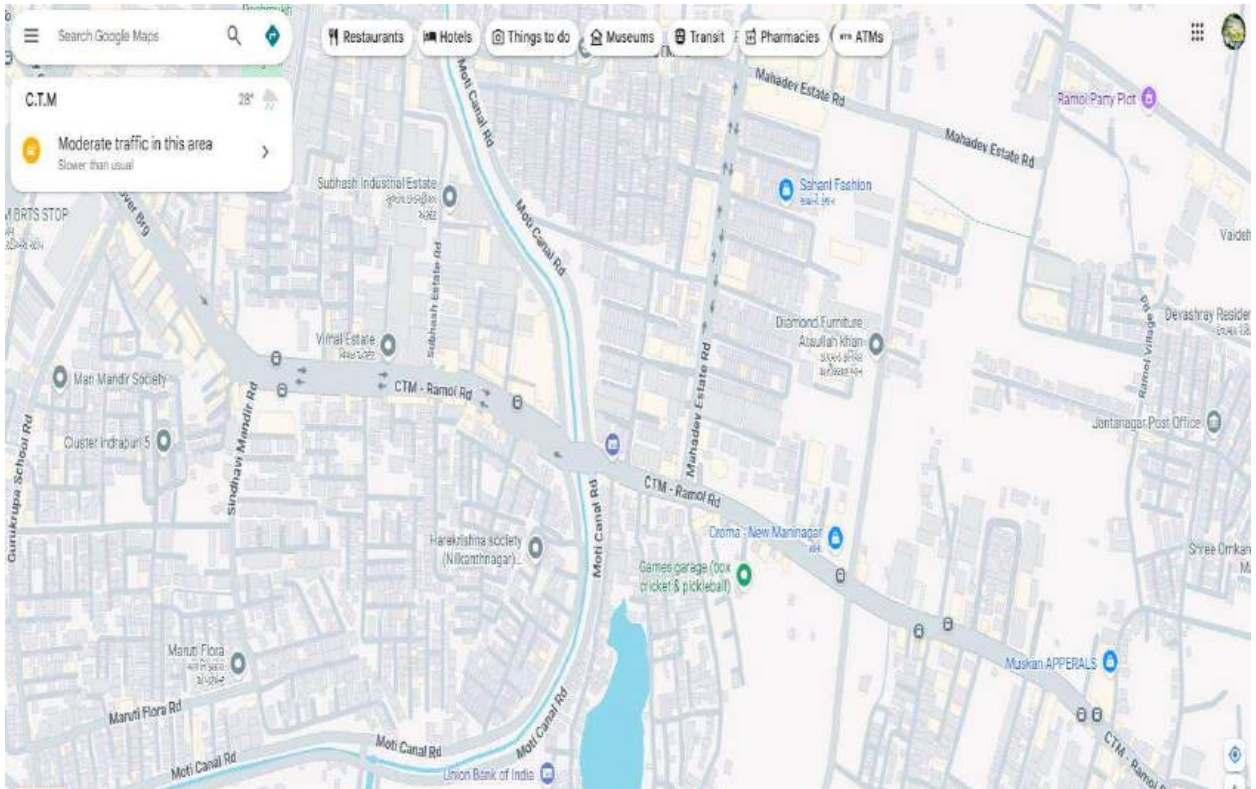 Search Google Maps
Restaurants
Hotels
Things to do
Museums
Transit
Pharmacies
ATMs
C.T.M
28°
Moderate traffic in this area
Slower than usual
Mahadev Estate Rd
Ramol Party Plot
Mahadev Estate Rd
Moti Canal Rd
Subhash Industrial Estate
Sahani Fashion
BRTS STOP
Moti Canal Rd
Subhash Estate Rd
Vimal Estate
Diamond Furniture
Ataullah Khan
Devashray
Ramol Village
Man Mandir Society
CTM - Ramol Rd
Mahadev Estate Rd
Jantanagar Post Office
Cluster Indrapuri 5
Sindhavi Mandir Rd
Gurukrupa School Rd
CTM - Ramol Rd
Moti Canal Rd
Croma - New Maninagar
Harekrishna society
(Nilkanthnagar)...
Games garage (box
cricket & pickleball)
Shree
Maruti Flora
Muskan APPERALS
Maruti Flora Rd
Moti Canal Rd
Moti Canal Rd
Moti Canal Rd
CTM - Ramol
Union Bank of India